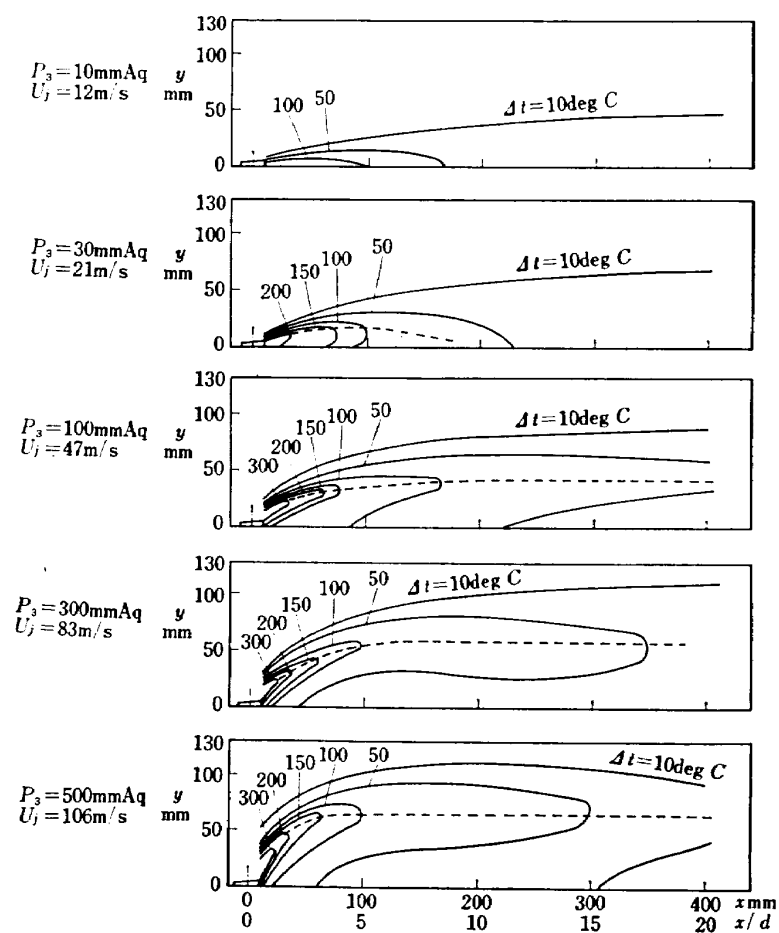 130
P₃=10mmAq y 100
Uj=12m/s mm
100 50 Δt=10deg C
50
0
130
P₃=30mmAq y 100
Uj=21m/s mm
200 150 100 50 Δt=10deg C
50
0
130
P₃=100mmAq y 100
Uj=47m/s mm
300 200 150 100 50 Δt=10deg C
50
0
130
P₃=300mmAq y 100
Uj=83m/s mm
300 200 150 100 50 Δt=10deg C
50
0
130
P₃=500mmAq y 100
Uj=106m/s mm
300 200 150 100 50 Δt=10deg C
50
0
0 100 200 300 400 x mm
0 5 10 15 20 x/d